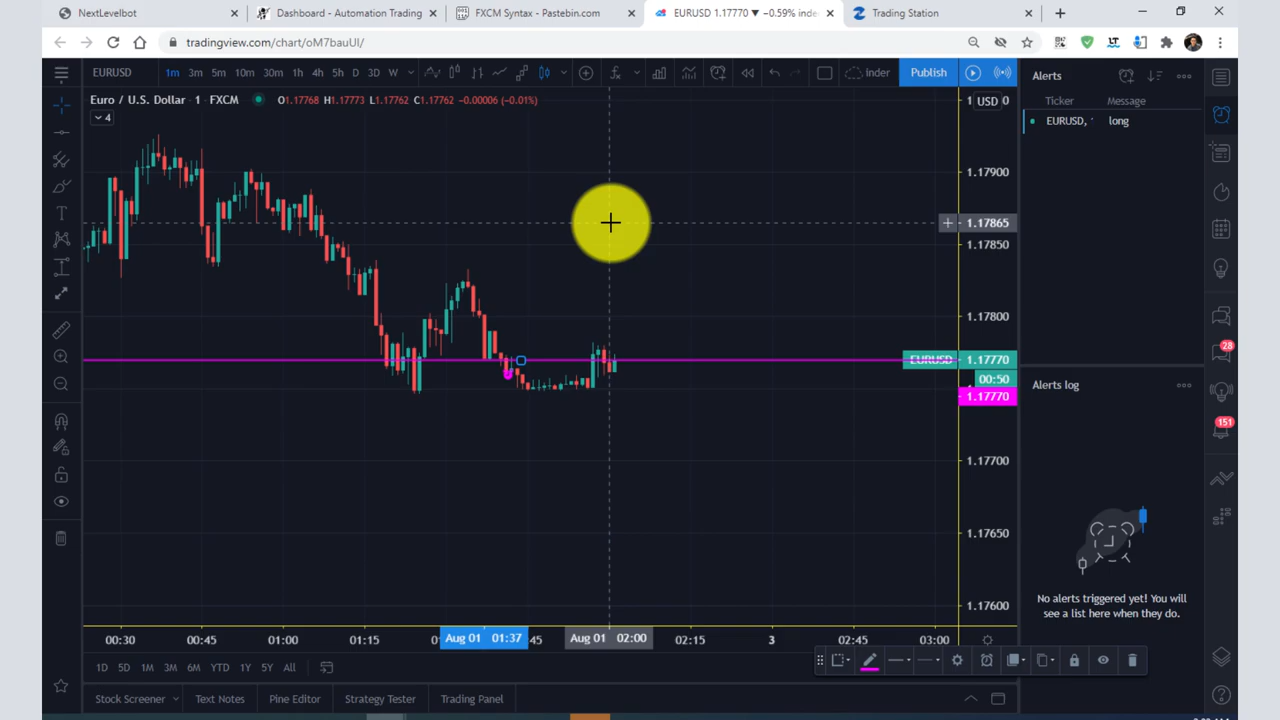 NextLevelbot
Dashboard - Automation Trading
FXCM Syntax - Pastebin.com
EURUSD 1.17770 ▼ −0.59% inde
Trading Station
tradingview.com/chart/oM7bauUI/
EURUSD
1m 3m 5m 10m 30m 1h 4h 5h D 3D W
Inder
Publish
Alerts
Euro / U.S. Dollar · 1 · FXCM
O1.17768 H1.17773 L1.17762 C1.17762 −0.00006 (−0.01%)
USD
4
Ticker Message
EURUSD, long
1.17900
1.17865
1.17850
1.17800
EURUSD 1.17770
00:50
1.17770
1.17700
1.17650
1.17600
28
151
Alerts log
No alerts triggered yet! You will
see a list here when they do.
00:30 00:45 01:00 01:15 Aug 01 01:37 45 Aug 01 02:00 02:15 3 02:45 03:00
1D 5D 1M 3M 6M YTD 1Y 5Y All
Stock Screener Text Notes Pine Editor Strategy Tester Trading Panel